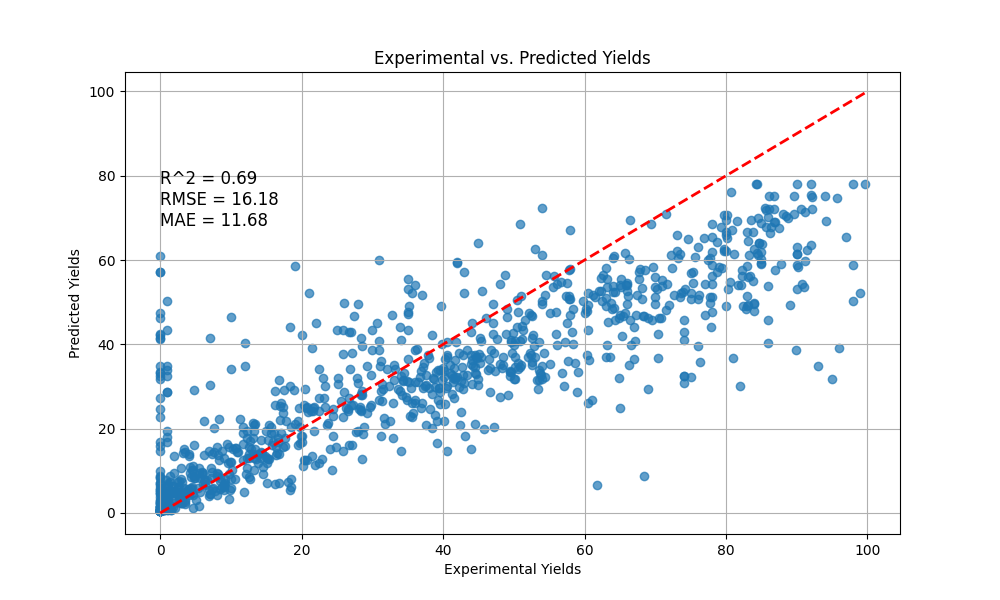 Experimental vs. Predicted Yields
100
80
60
40
20
0
Predicted Yields
R^2 = 0.69
RMSE = 16.18
MAE = 11.68
0 20 40 60 80 100
Experimental Yields